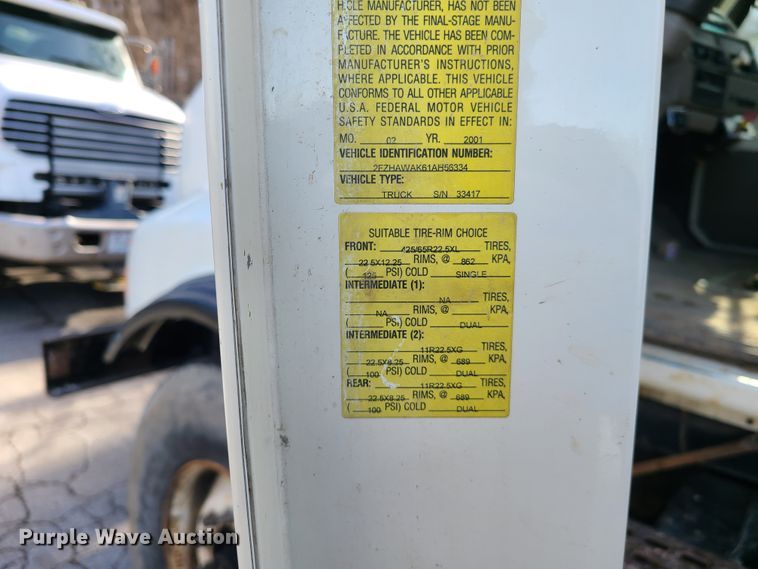 HICLE MANUFACTURER, HAS NOT BEEN
AFFECTED BY THE FINAL-STAGE MANU-
FACTURE. THE VEHICLE HAS BEEN COM-
PLETED IN ACCORDANCE WITH PRIOR
MANUFACTURER'S INSTRUCTIONS,
WHERE APPLICABLE. THIS VEHICLE
CONFORMS TO ALL OTHER APPLICABLE
U.S.A. FEDERAL MOTOR VEHICLE
SAFETY STANDARDS IN EFFECT IN:
MO. 02 YR. 2001
VEHICLE IDENTIFICATION NUMBER:
2FZHAWAK61AH56334
VEHICLE TYPE:
TRUCK S/N 33417
SUITABLE TIRE-RIM CHOICE
FRONT: 425/65R22.5XL TIRES,
22.5X12.25 RIMS, @ 862 KPA,
( 125 PSI) COLD SINGLE
INTERMEDIATE (1):
NA TIRES,
NA RIMS, @ KPA,
( PSI) COLD DUAL
INTERMEDIATE (2):
11R22.5XG TIRES,
22.5X8.25 RIMS, @ 689 KPA,
( 100 PSI) COLD DUAL
REAR: 11R22.5XG TIRES,
22.5X8.25 RIMS, @ 689 KPA,
( 100 PSI) COLD DUAL
Purple Wave Auction